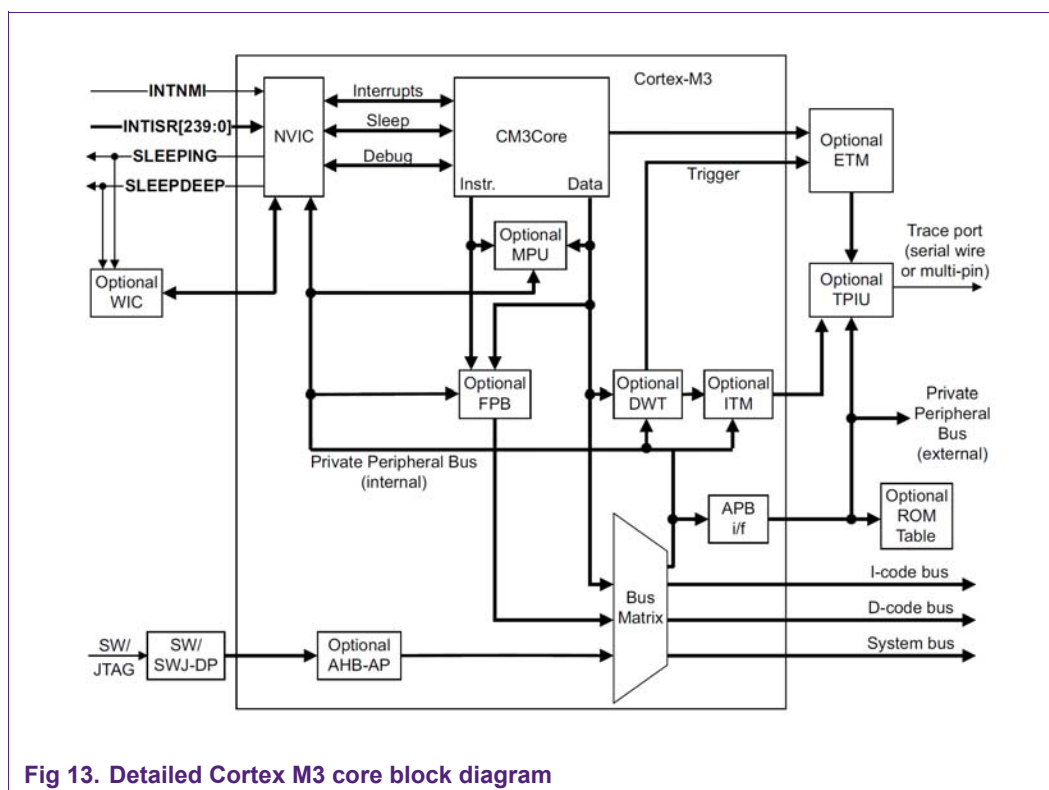 Cortex-M3
INTNMI
INTISR[239:0]
SLEEPING
SLEEPDEEP
NVIC
Interrupts
Sleep
Debug
CM3Core
Instr.
Data
Optional
ETM
Trigger
Optional
MPU
Optional
WIC
Trace port
(serial wire
or multi-pin)
Optional
TPIU
Optional
FPB
Optional
DWT
Optional
ITM
Private
Peripheral
Bus
(external)
Private Peripheral Bus
(internal)
APB
i/f
Optional
ROM
Table
Bus
Matrix
I-code bus
D-code bus
System bus
SW/
JTAG
SW/
SWJ-DP
Optional
AHB-AP
Fig 13. Detailed Cortex M3 core block diagram